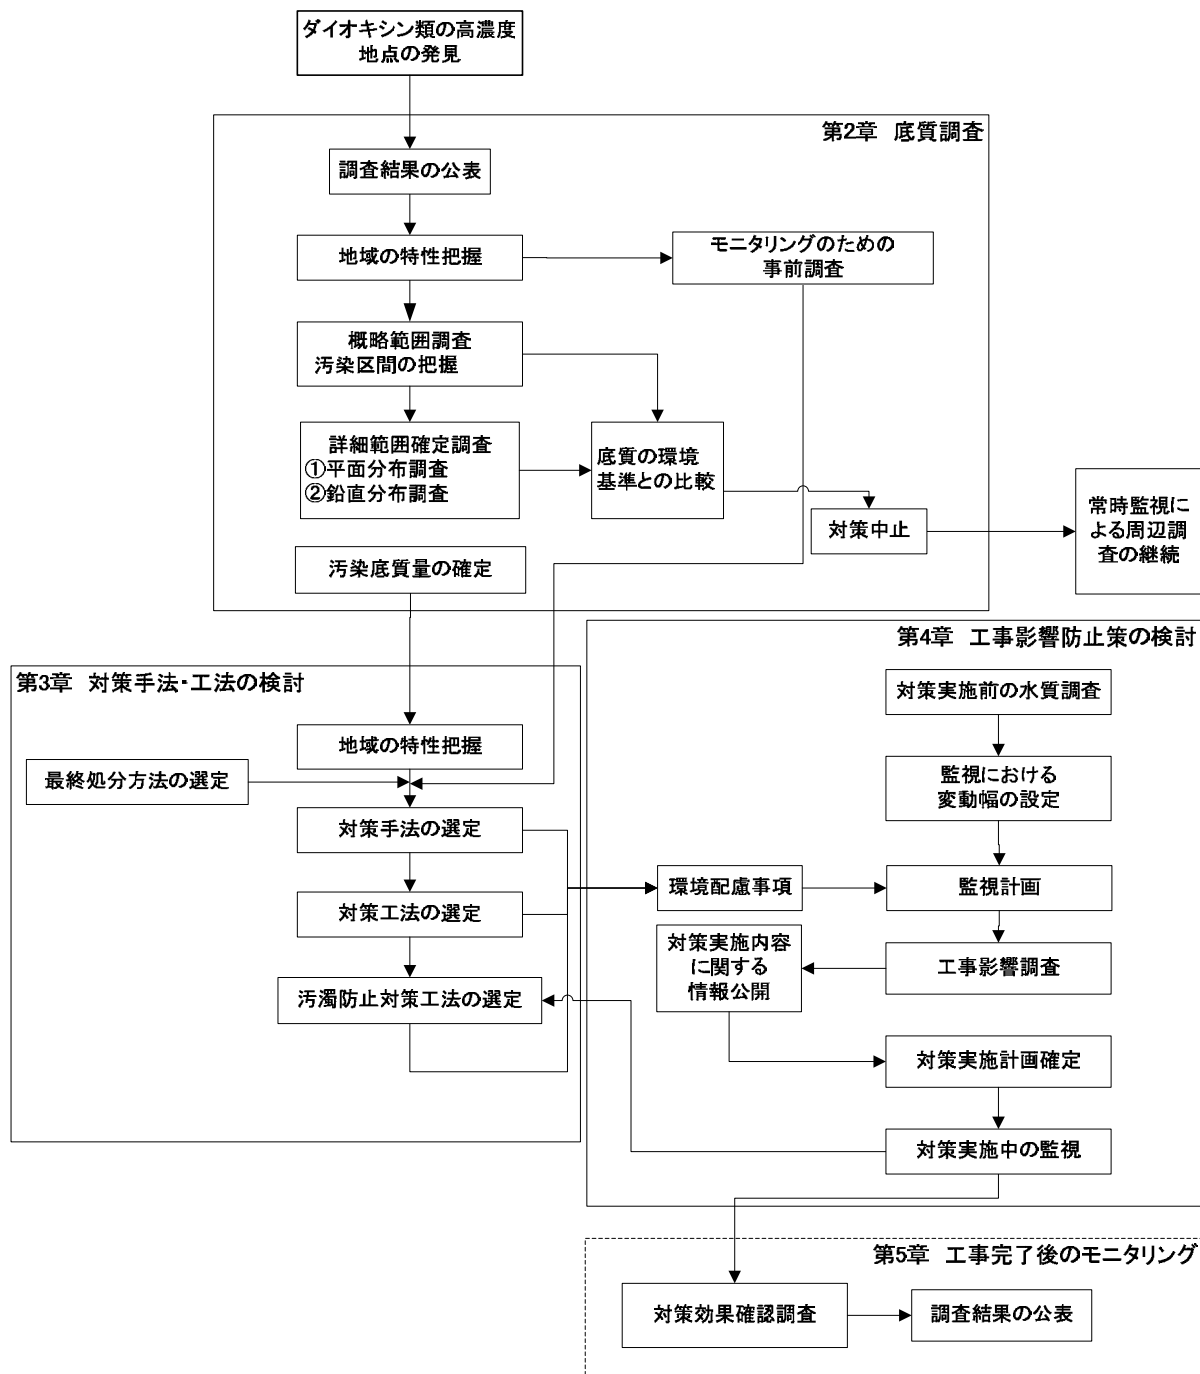 ダイオキシン類の高濃度
地点の発見
第2章 底質調査
調査結果の公表
地域の特性把握
モニタリングのための
事前調査
概略範囲調査
汚染区間の把握
詳細範囲確定調査
①平面分布調査
②鉛直分布調査
底質の環境
基準との比較
対策中止
常時監視に
よる周辺調
査の継続
汚染底質量の確定
第3章 対策手法・工法の検討
地域の特性把握
最終処分方法の選定
対策手法の選定
対策工法の選定
汚濁防止対策工法の選定
第4章 工事影響防止策の検討
対策実施前の水質調査
監視における
変動幅の設定
環境配慮事項
監視計画
対策実施内容
に関する
情報公開
工事影響調査
対策実施計画確定
対策実施中の監視
第5章 工事完了後のモニタリング
対策効果確認調査
調査結果の公表